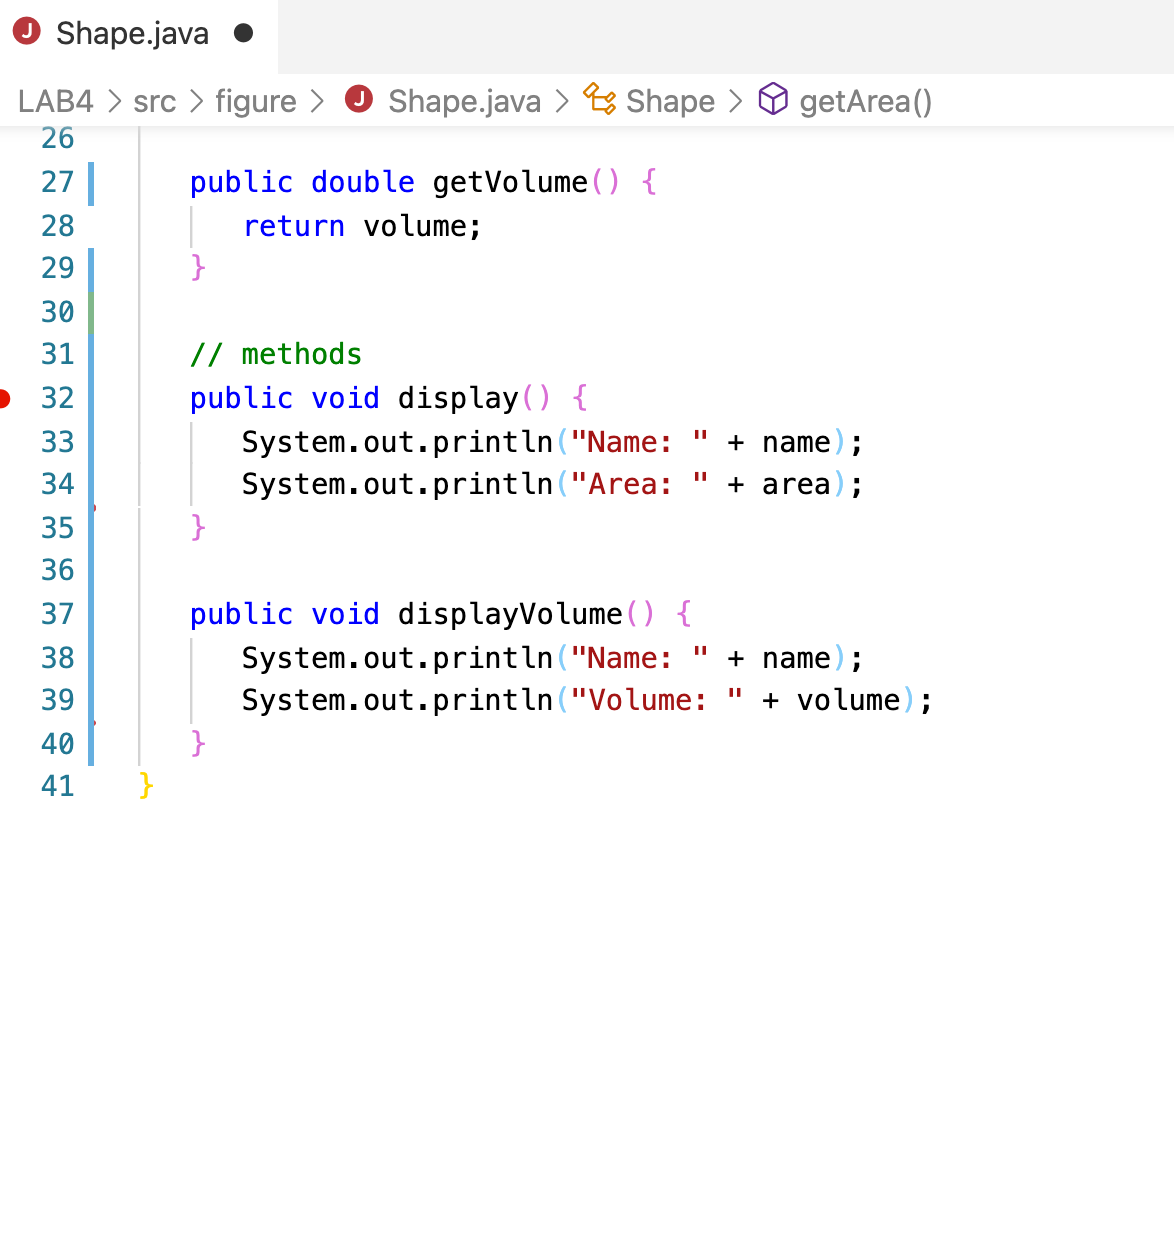 J Shape.java
LAB4 > src > figure > J Shape.java > Shape > getArea()
26
27 public double getVolume() {
28 return volume;
29 }
30
31 // methods
32 public void display() {
33 System.out.println("Name: " + name);
34 System.out.println("Area: " + area);
35 }
36
37 public void displayVolume() {
38 System.out.println("Name: " + name);
39 System.out.println("Volume: " + volume);
40 }
41 }